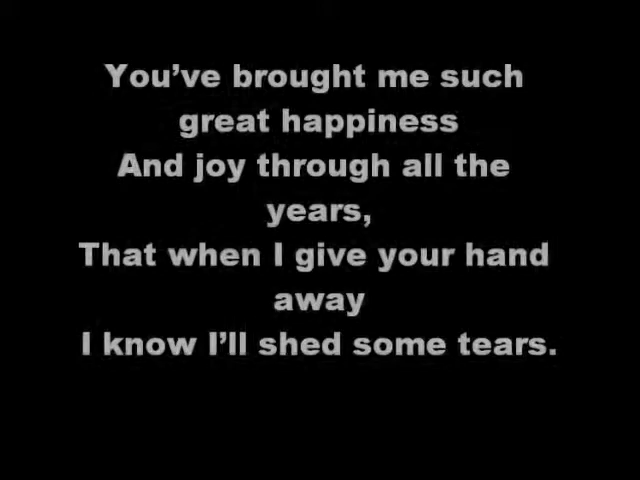 You’ve brought me such
great happiness
And joy through all the
years,
That when I give your hand
away
I know I’ll shed some tears.